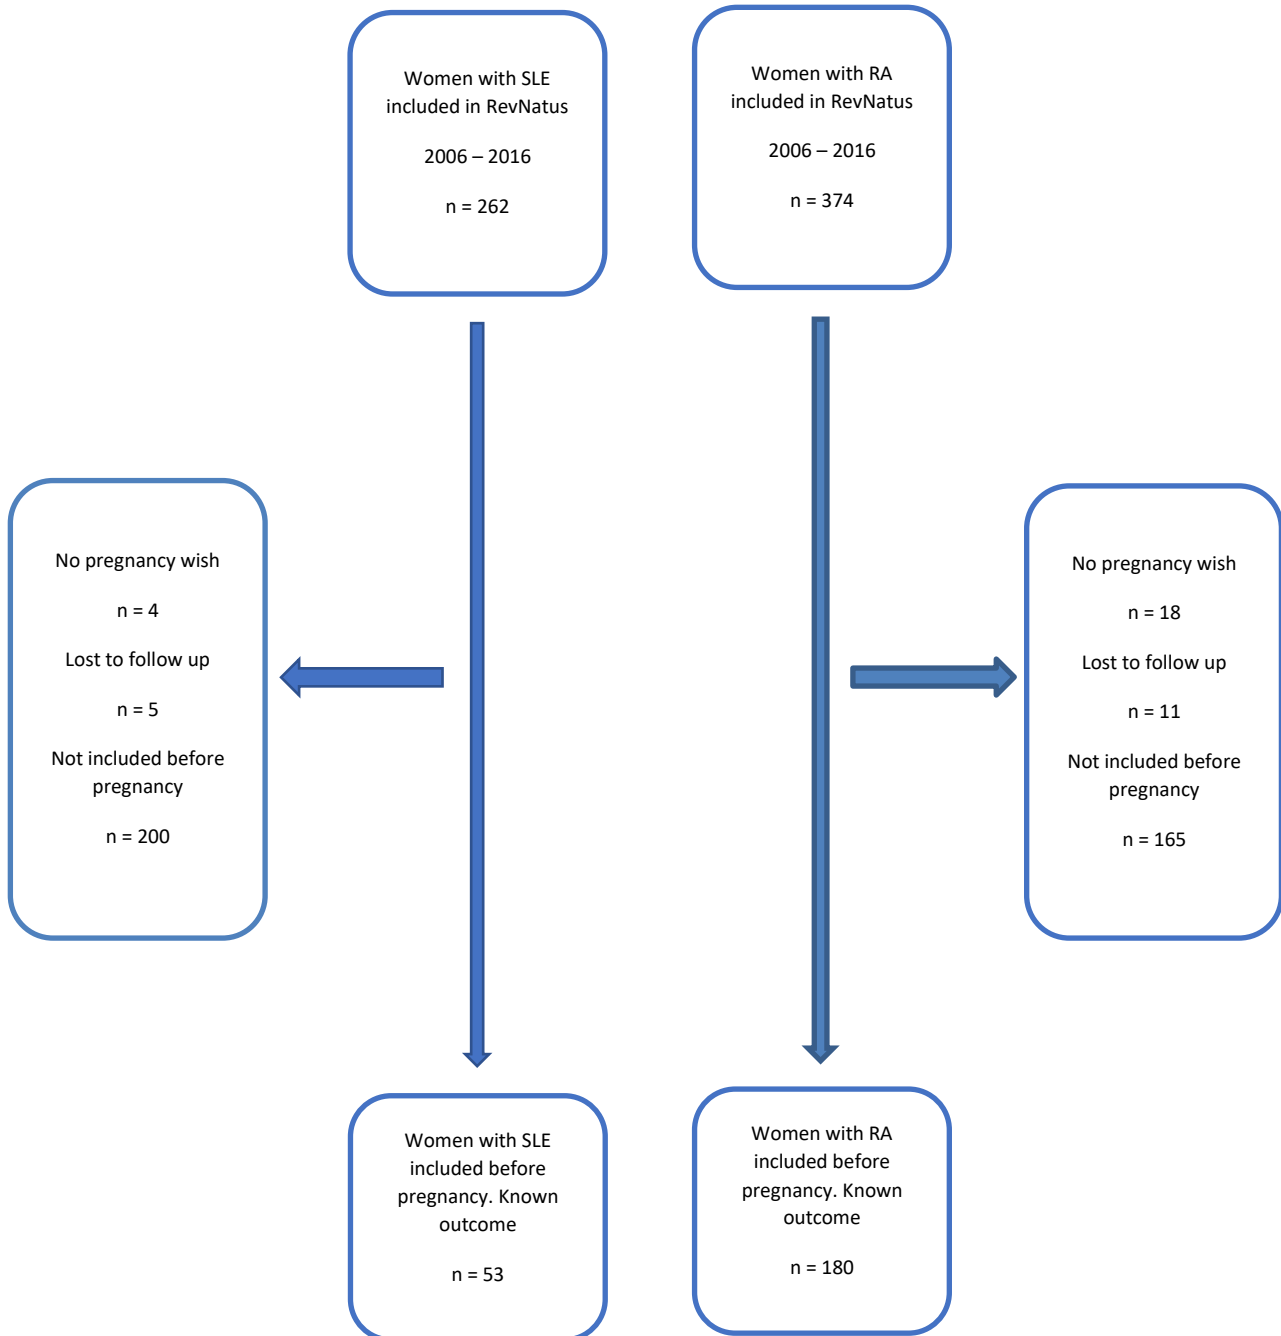 Women with SLE
included in RevNatus
2006 – 2016
n = 262
Women with RA
included in RevNatus
2006 – 2016
n = 374
No pregnancy wish
n = 4
Lost to follow up
n = 5
Not included before
pregnancy
n = 200
No pregnancy wish
n = 18
Lost to follow up
n = 11
Not included before
pregnancy
n = 165
Women with SLE
included before
pregnancy. Known
outcome
n = 53
Women with RA
included before
pregnancy. Known
outcome
n = 180